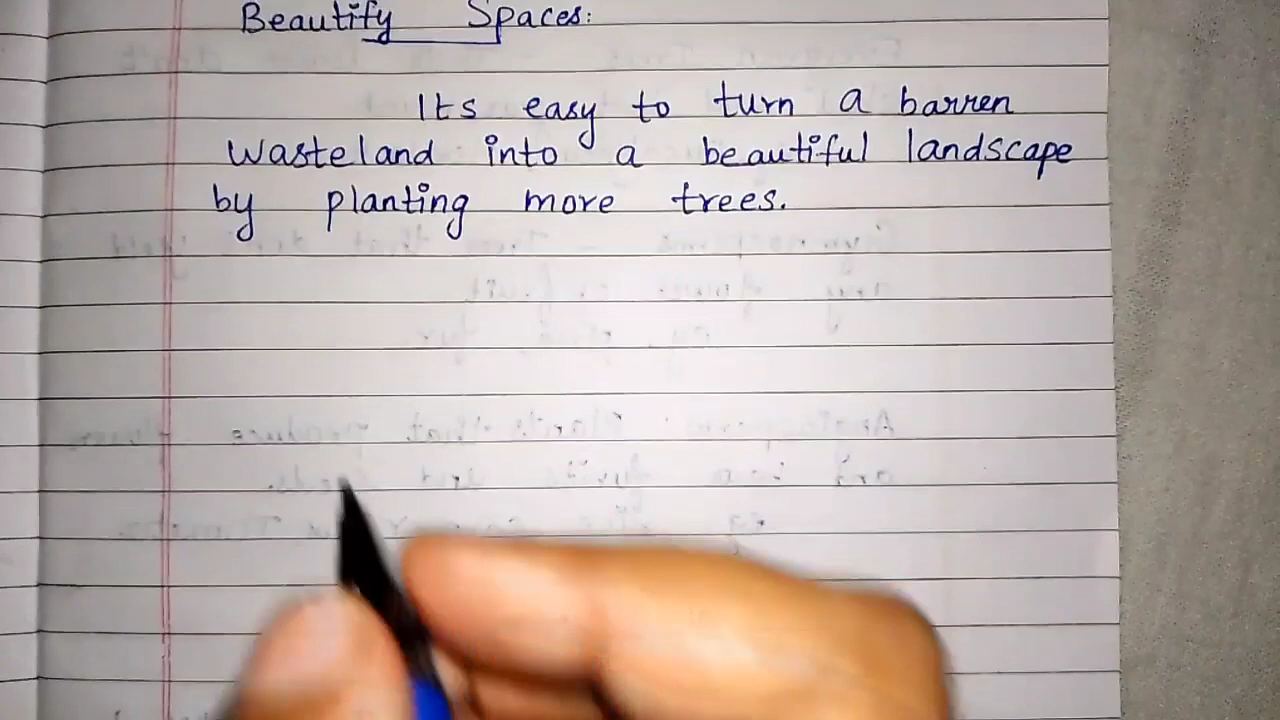 Beautify Spaces:
Its easy to turn a barren
wasteland into a beautiful landscape
by planting more trees.